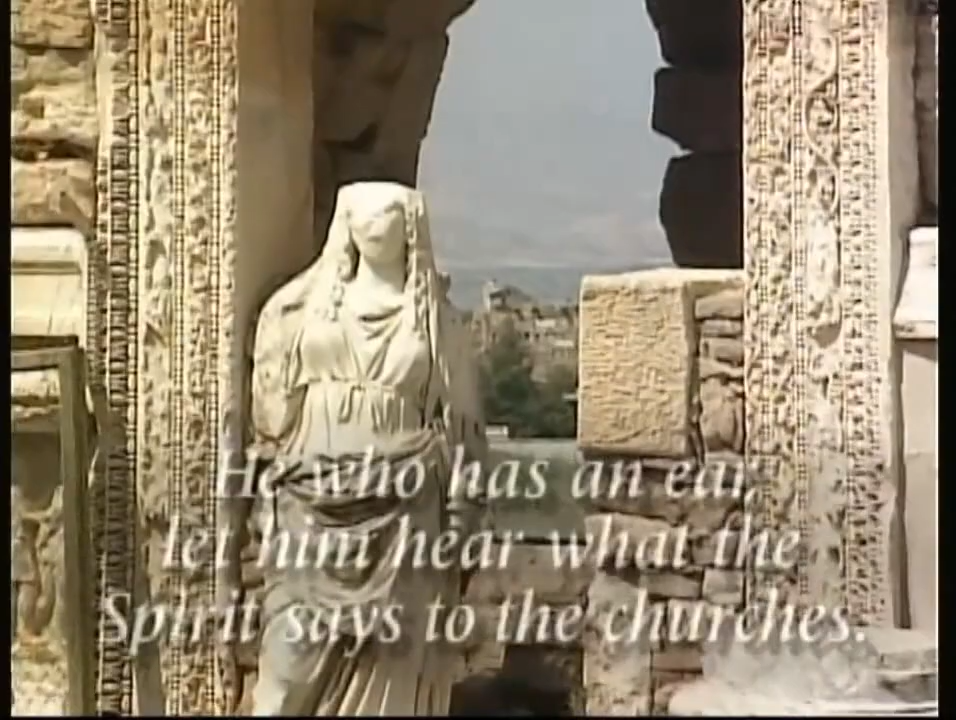 He who has an ear,
let him hear what the
Spirit says to the churches.